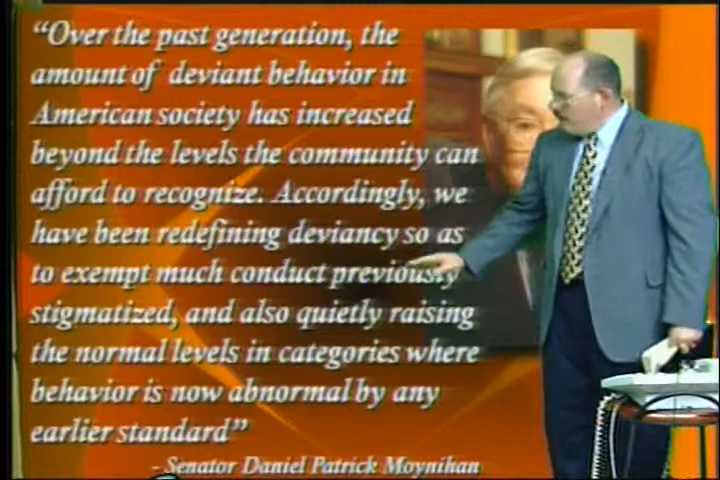 “Over the past generation, the
amount of deviant behavior in
American society has increased
beyond the levels the community can
afford to recognize. Accordingly, we
have been redefining deviancy so as
to exempt much conduct previously
stigmatized, and also quietly raising
the normal levels in categories where
behavior is now abnormal by any
earlier standard”
- Senator Daniel Patrick Moynihan